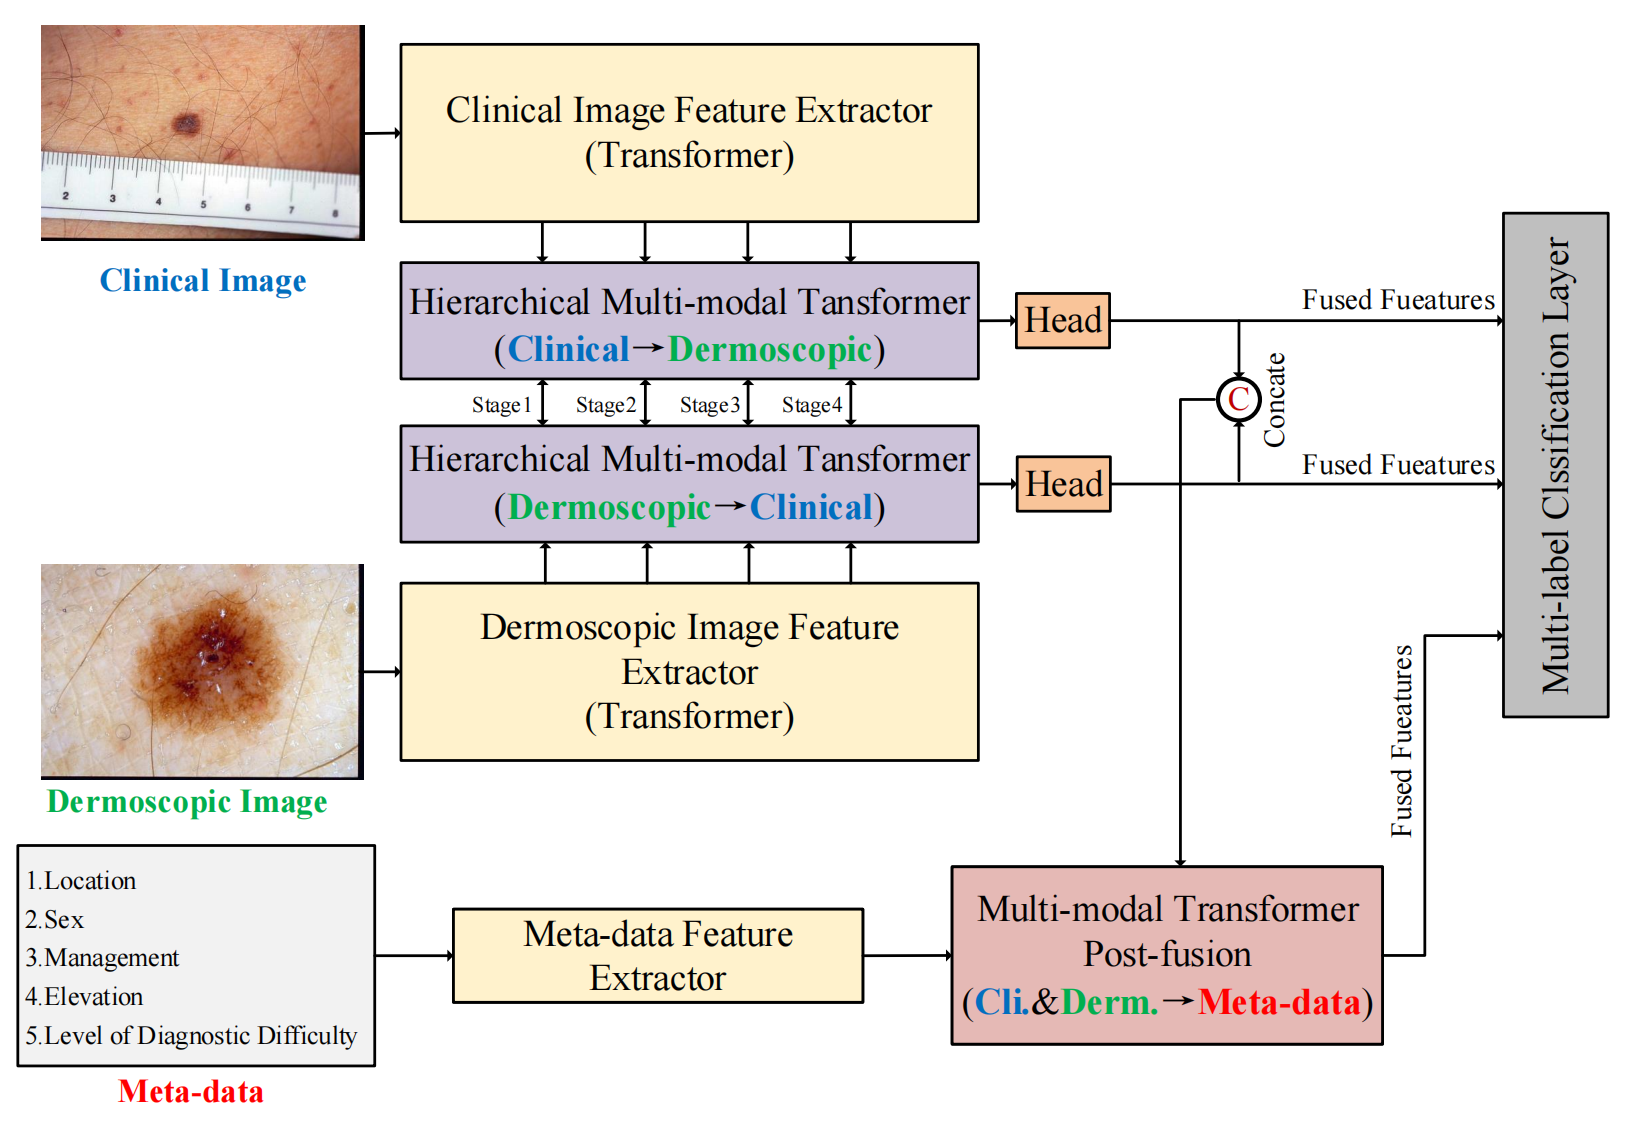 Clinical Image Feature Extractor
(Transformer)
2 3 4 5 6 7 8
Clinical Image
Hierarchical Multi-modal Tansformer
(Clinical→Dermoscopic)
Head
Fused Fueatures
Stage1 Stage2 Stage3 Stage4
C
Concate
Hierarchical Multi-modal Tansformer
(Dermoscopic→Clinical)
Head
Fused Fueatures
Multi-label Clssification Layer
Dermoscopic Image Feature
Extractor
(Transformer)
Dermoscopic Image
Fused Fueatures
1.Location
2.Sex
3.Management
4.Elevation
5.Level of Diagnostic Difficulty
Meta-data
Meta-data Feature
Extractor
Multi-modal Transformer
Post-fusion
(Cli.&Derm.→Meta-data)